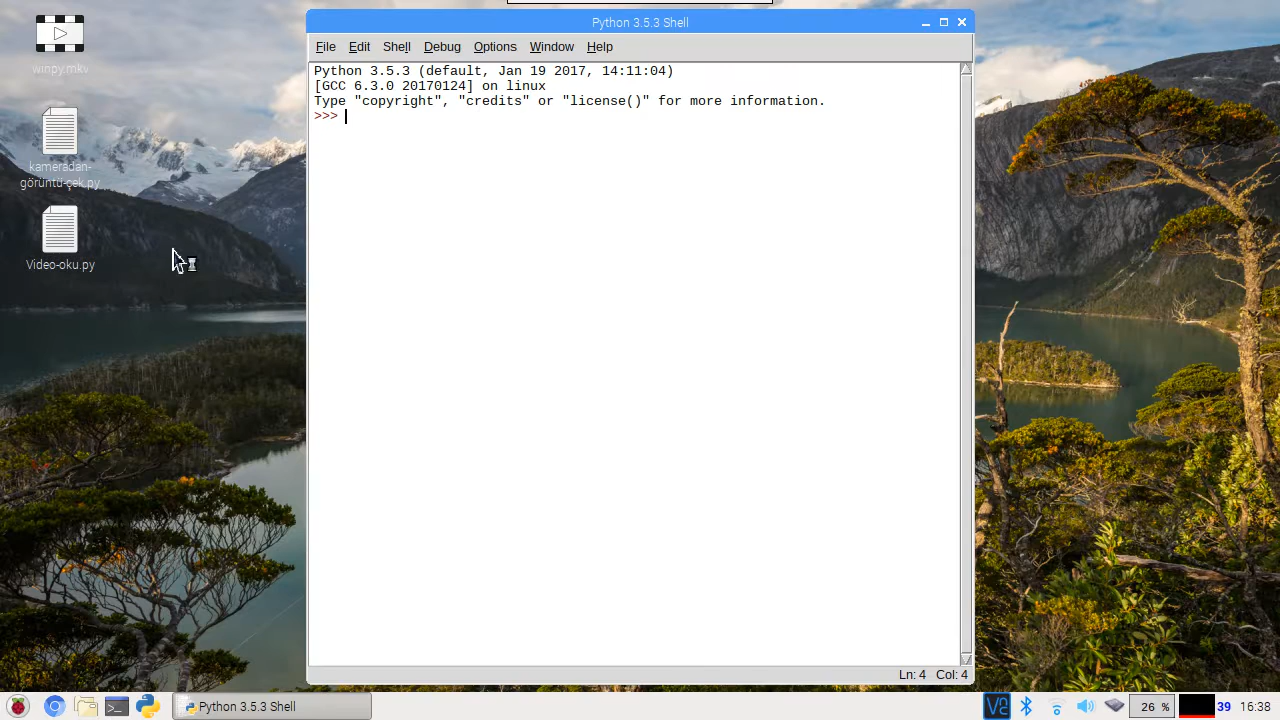 Python 3.5.3 Shell
File Edit Shell Debug Options Window Help
Python 3.5.3 (default, Jan 19 2017, 14:11:04)
[GCC 6.3.0 20170124] on linux
Type "copyright", "credits" or "license()" for more information.
>>>
winpy.mkv
kameradan-
görüntü-çek.py
Video-oku.py
Ln: 4 Col: 4
Python 3.5.3 Shell
26 %
39
16:38